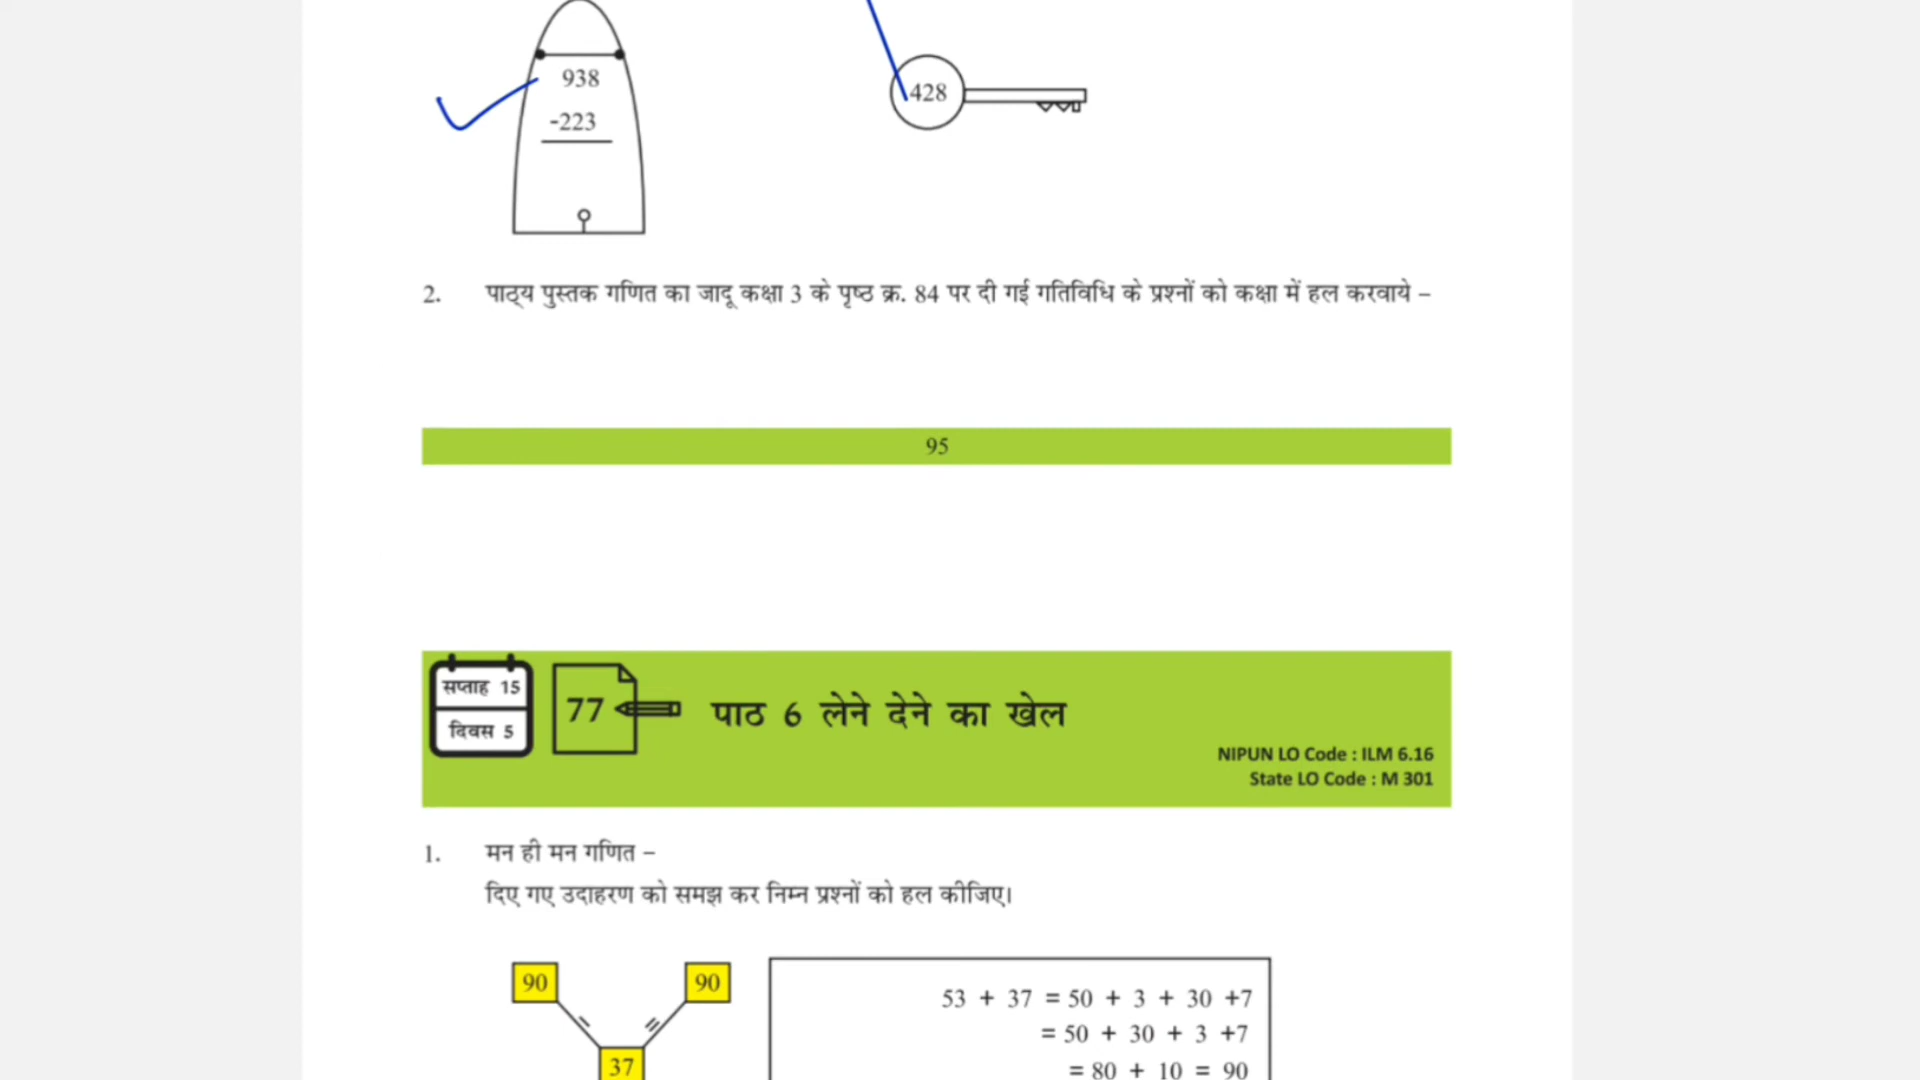 938
-223
428
2. पाठ्य पुस्तक गणित का जादू कक्षा 3 के पृष्ठ क्र. 84 पर दी गई गतिविधि के प्रश्नों को कक्षा में हल करवाये –
95
सप्ताह 15
दिवस 5
77
पाठ 6 लेने देने का खेल
NIPUN LO Code : ILM 6.16
State LO Code : M 301
1. मन ही मन गणित –
दिए गए उदाहरण को समझ कर निम्न प्रश्नों को हल कीजिए।
90
90
37
53 + 37 = 50 + 3 + 30 +7
= 50 + 30 + 3 +7
= 80 + 10 = 90